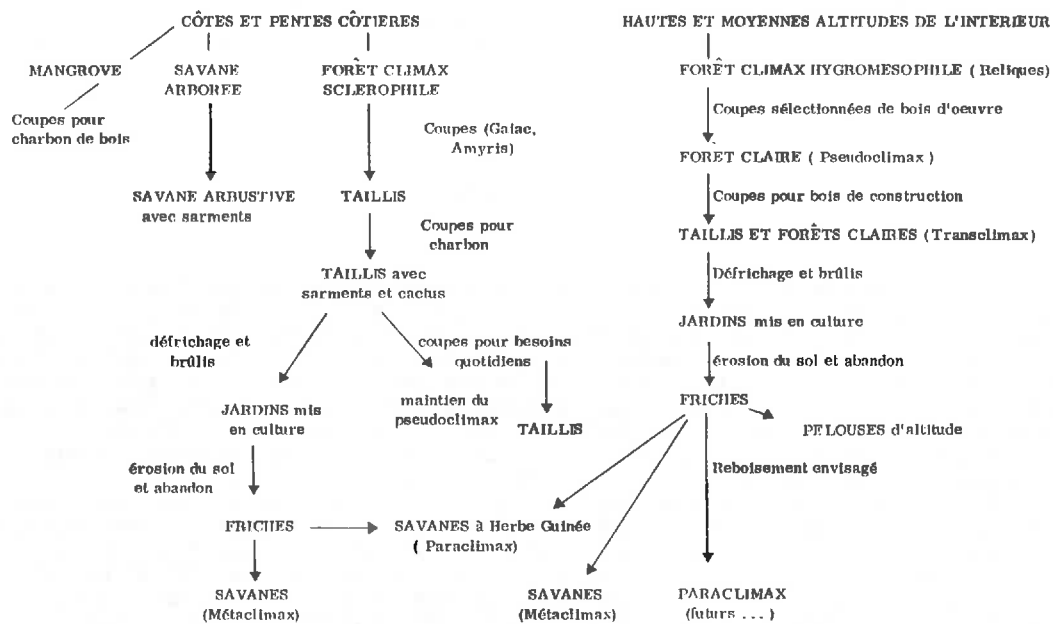 CÔTES ET PENTES CÔTIERES
MANGROVE
SAVANE
ARBOREE
FORÊT CLIMAX
SCLEROPHILE
Coupes pour
charbon de bois
Coupes (Gaiac,
Amyris)
SAVANE ARBUSTIVE
avec sarments
TAILLIS
Coupes pour
charbon
TAILLIS avec
sarments et cactus
défrichage et
brûlis
coupes pour besoins
quotidiens
JARDINS mis
en culture
maintien du
pseudoclimax
TAILLIS
érosion du sol
et abandon
FRICHES
SAVANES à Herbe Guinée
( Paraclimax)
SAVANES
(Métaclimax)
HAUTES ET MOYENNES ALTITUDES DE L'INTERIEUR
FORÊT CLIMAX HYGROMESOPHILE ( Reliques)
Coupes sélectionnées de bois d'oeuvre
FORÊT CLAIRE ( Pseudoclimax )
Coupes pour bois de construction
TAILLIS ET FORÊTS CLAIRES (Transclimax)
Défrichage et brûlis
JARDINS mis en culture
érosion du sol et abandon
FRICHES
PELOUSES d'altitude
Reboisement envisagé
SAVANES
(Métaclimax)
PARACLIMAX
(futurs ... )